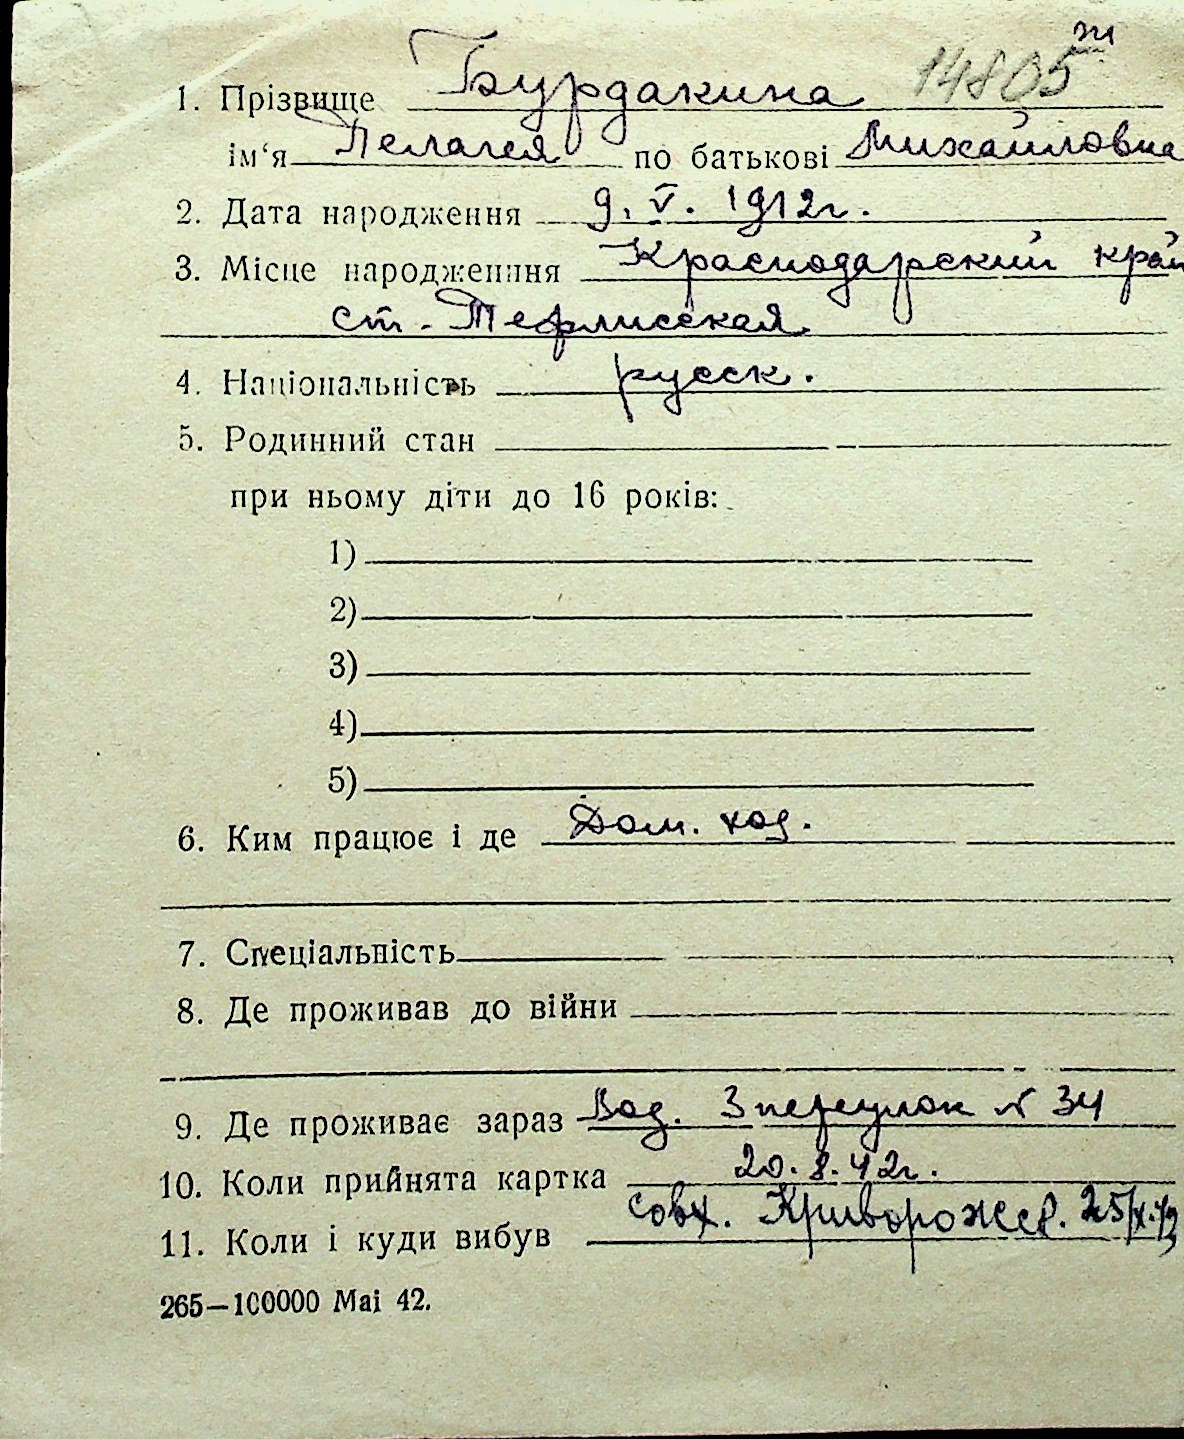 14805 ж
1. Прізвище Бурдакина
ім‘я Пелагея по батькові Михайловна
2. Дата народження 9. V. 1912г.
3. Місце народження Краснодарский край
ст. Тефлисская
4. Національність русск.
5. Родинний стан
при ньому діти до 16 років:
1)
2)
3)
4)
5)
6. Ким працює і де Дом. хоз.
7. Спеціальність
8. Де проживав до війни
9. Де проживає зараз Вод. 3 переулок № 34
10. Коли прийнята картка 20. 8. 42г.
11. Коли і куди вибув совх. Криворожсв. 25/X.42
265—100000 Mai 42.